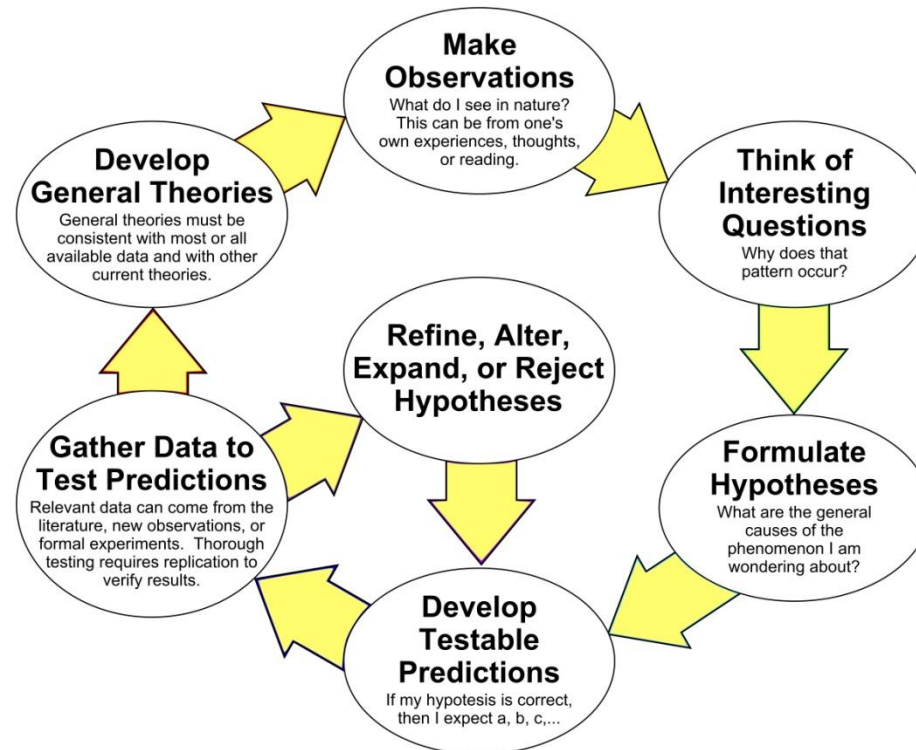 Make
Observations
What do I see in nature?
This can be from one's
own experiences, thoughts,
or reading.
Think of
Interesting
Questions
Why does that
pattern occur?
Formulate
Hypotheses
What are the general
causes of the
phenomenon I am
wondering about?
Develop
Testable
Predictions
If my hypotesis is correct,
then I expect a, b, c,...
Gather Data to
Test Predictions
Relevant data can come from the
literature, new observations, or
formal experiments. Thorough
testing requires replication to
verify results.
Refine, Alter,
Expand, or Reject
Hypotheses
Develop
General Theories
General theories must be
consistent with most or all
available data and with other
current theories.